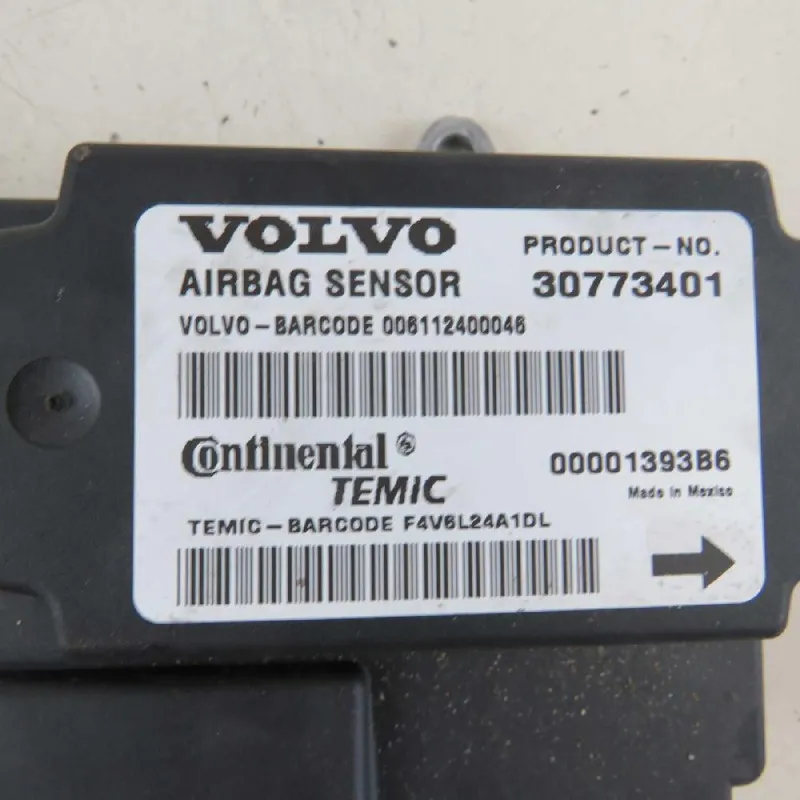 VOLVO
PRODUCT-NO.
AIRBAG SENSOR 30773401
VOLVO-BARCODE 006112400046
Continental ®
TEMIC
00001393B6
Made in Mexico
TEMIC-BARCODE F4V6L24A1DL